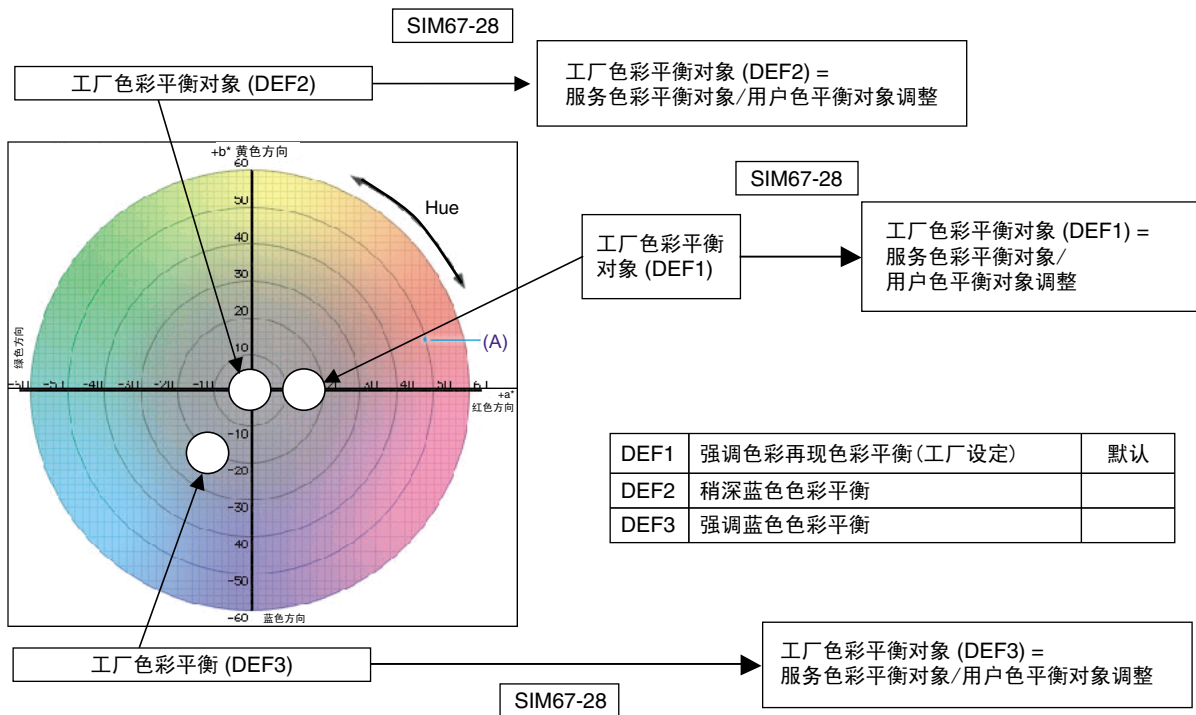 SIM67-28
工厂色彩平衡对象 (DEF2)
工厂色彩平衡对象 (DEF2) =
服务色彩平衡对象/用户色平衡对象调整
+b* 黄色方向
60
50
40
30
20
10
Hue
SIM67-28
工厂色彩平衡
对象 (DEF1)
工厂色彩平衡对象 (DEF1) =
服务色彩平衡对象/
用户色平衡对象调整
(A)
绿色方向
-50 -40 -30 -20 -10 20 30 40 50
+a*
红色方向
-10
-20
-30
40
-50
-60 蓝色方向
DEF1 强调色彩再现色彩平衡(工厂设定) 默认
DEF2 稍深蓝色色彩平衡
DEF3 强调蓝色色彩平衡
工厂色彩平衡 (DEF3)
工厂色彩平衡对象 (DEF3) =
服务色彩平衡对象/用户色平衡对象调整
SIM67-28